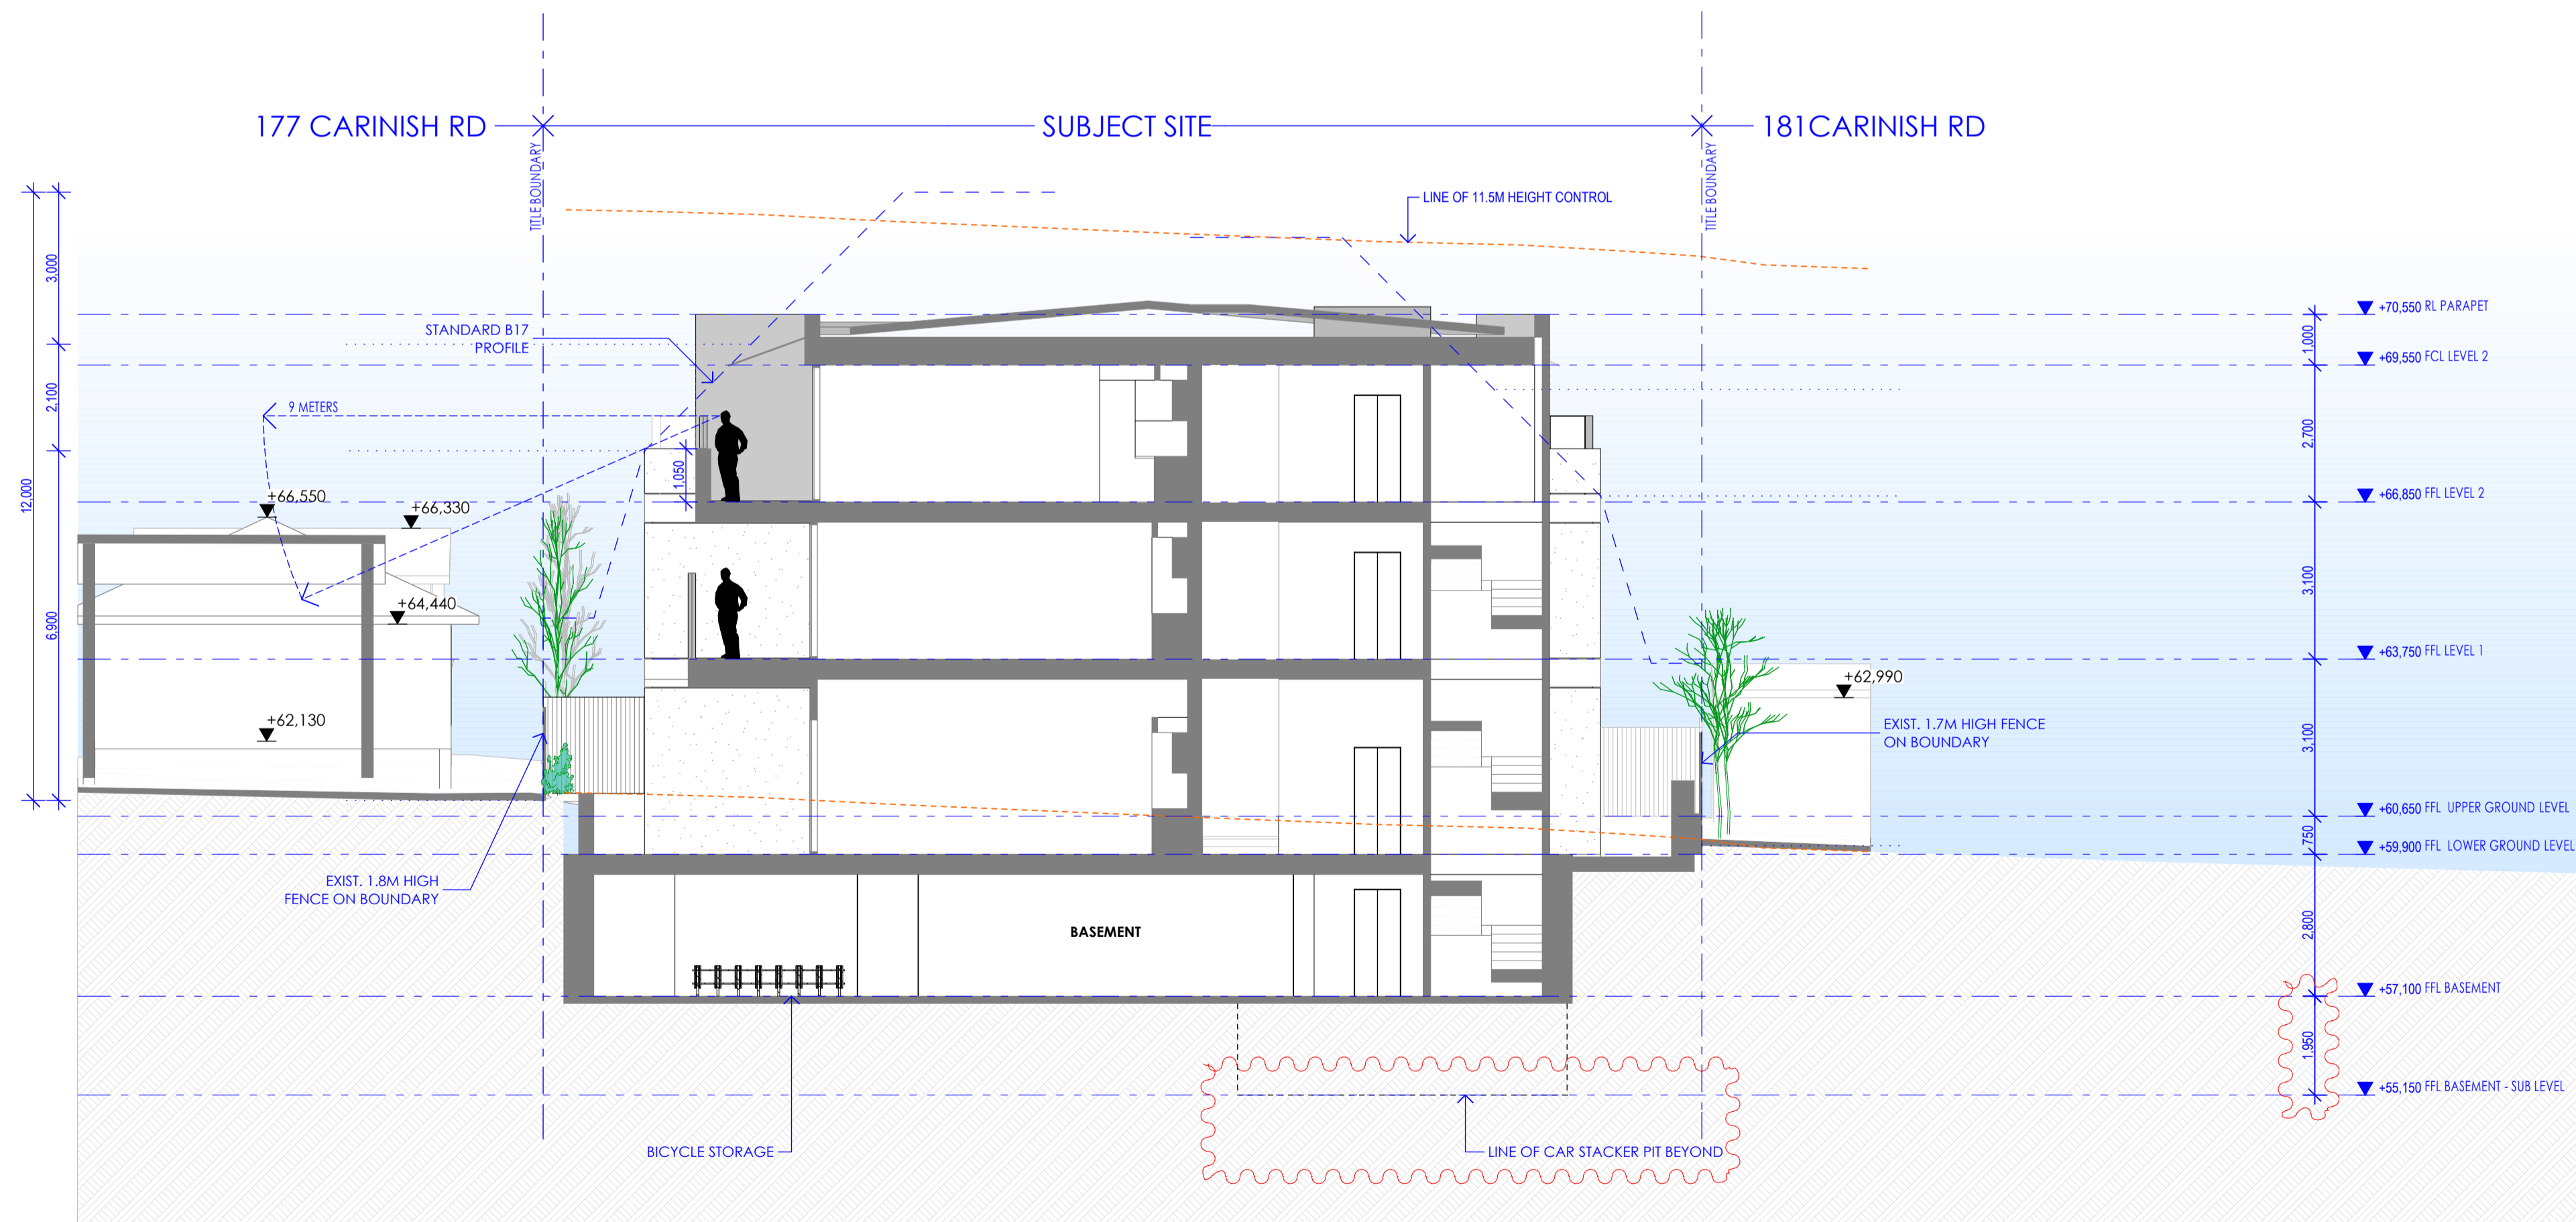 177 CARINISH RD
SUBJECT SITE
181CARINISH RD
TITLE BOUNDARY
TITLE BOUNDARY
LINE OF 11.5M HEIGHT CONTROL
STANDARD B17
PROFILE
9 METERS
12,000
3,000
2,100
6,900
1,050
+66,550
+66,330
+64,440
+62,130
+62,990
EXIST. 1.7M HIGH FENCE
ON BOUNDARY
EXIST. 1.8M HIGH
FENCE ON BOUNDARY
BASEMENT
BICYCLE STORAGE
LINE OF CAR STACKER PIT BEYOND
1,000
2,700
3,100
3,100
750
2,800
1,950
+70,550 RL PARAPET
+69,550 FCL LEVEL 2
+66,850 FFL LEVEL 2
+63,750 FFL LEVEL 1
+60,650 FFL UPPER GROUND LEVEL
+59,900 FFL LOWER GROUND LEVEL
+57,100 FFL BASEMENT
+55,150 FFL BASEMENT - SUB LEVEL